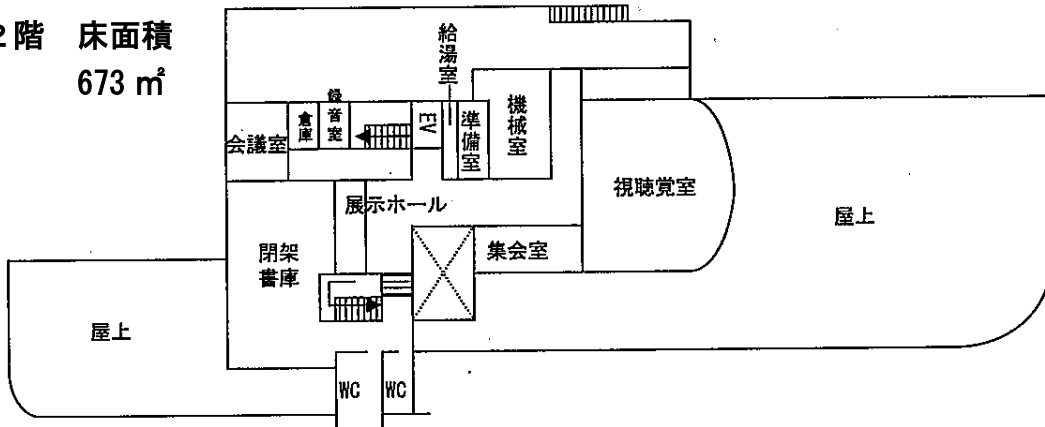 2階 床面積
673 ㎡
給湯室
録音室
倉庫
会議室
EV
準備室
機械室
視聴覚室
展示ホール
屋上
集会室
閉架
書庫
屋上
WC
WC